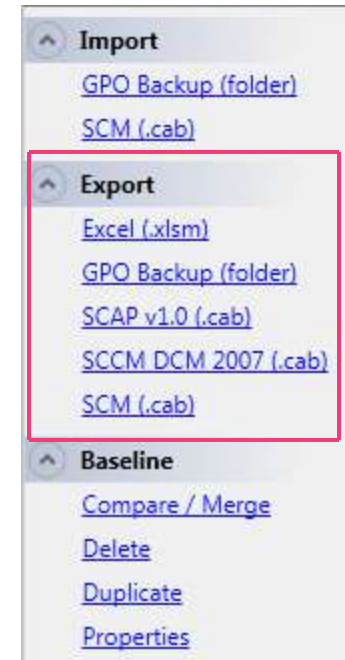 Import
GPO Backup (folder)
SCM (.cab)
Export
Excel (.xlsm)
GPO Backup (folder)
SCAP v1.0 (.cab)
SCCM DCM 2007 (.cab)
SCM (.cab)
Baseline
Compare / Merge
Delete
Duplicate
Properties